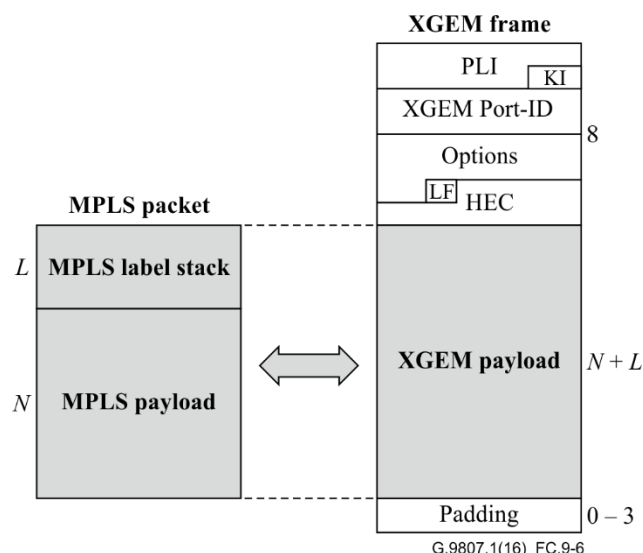 XGEM frame
PLI
KI
XGEM Port-ID
8
Options
LF
HEC
MPLS packet
L
MPLS label stack
N
MPLS payload
XGEM payload
N + L
Padding
0 – 3
G.9807.1(16)_FC.9-6